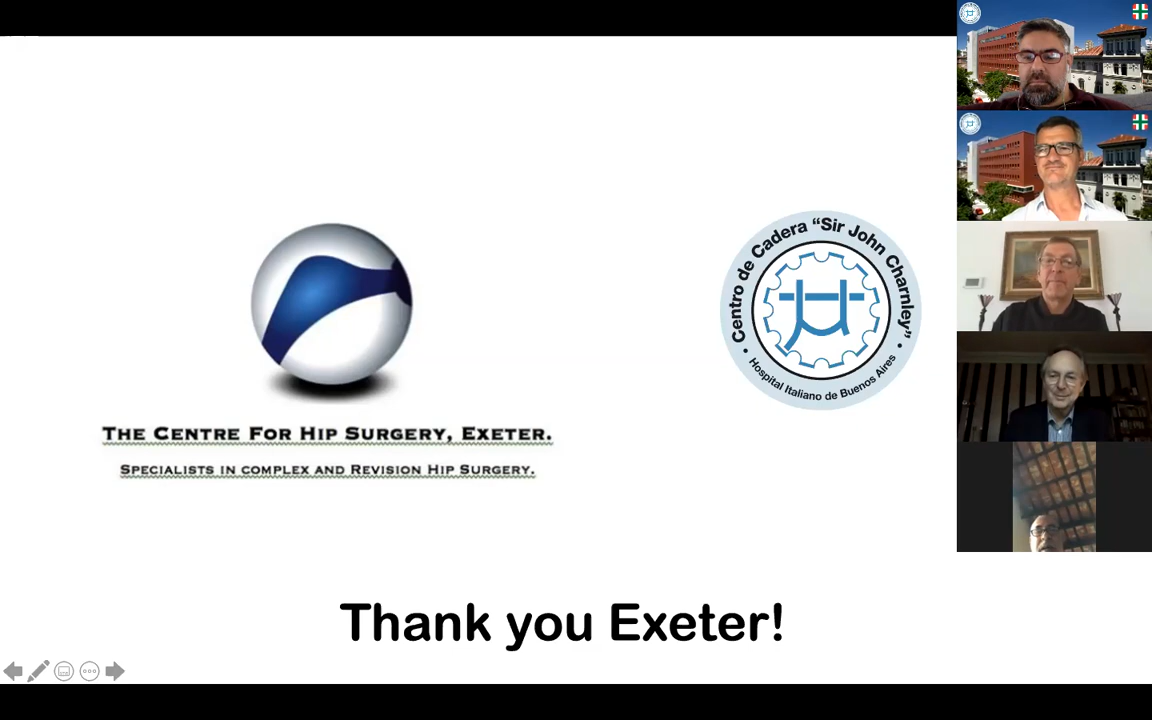 Centro de Cadera “Sir John Charnley”
• Hospital Italiano de Buenos Aires •
THE CENTRE FOR HIP SURGERY, EXETER.
SPECIALISTS IN COMPLEX AND REVISION HIP SURGERY.
Thank you Exeter!